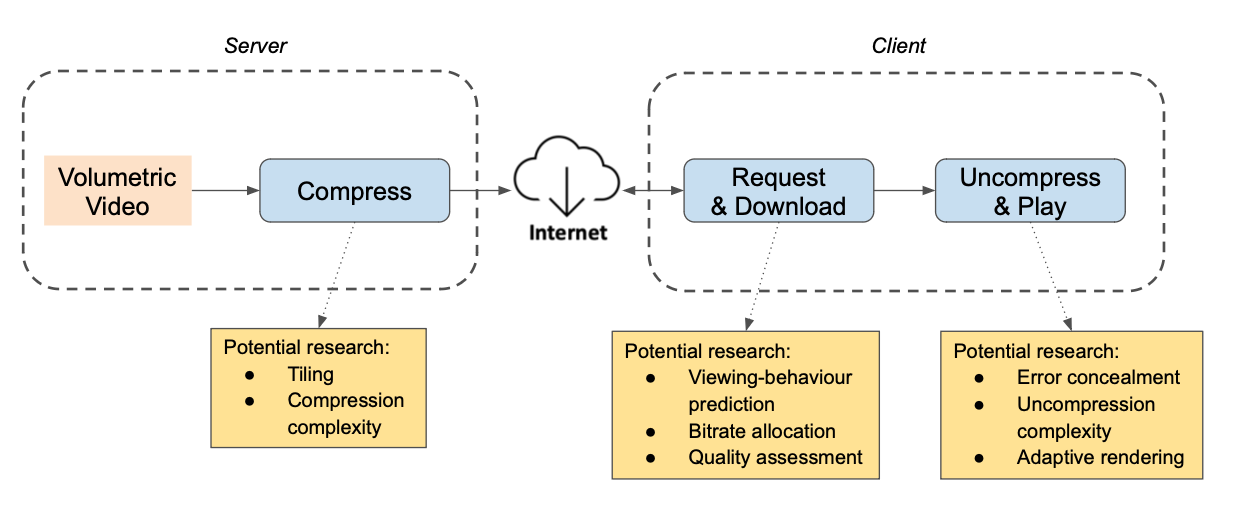 Server
Client
Volumetric
Video
Compress
Internet
Request
& Download
Uncompress
& Play
Potential research:
● Tiling
● Compression
complexity
Potential research:
● Viewing-behaviour
prediction
● Bitrate allocation
● Quality assessment
Potential research:
● Error concealment
● Uncompression
complexity
● Adaptive rendering